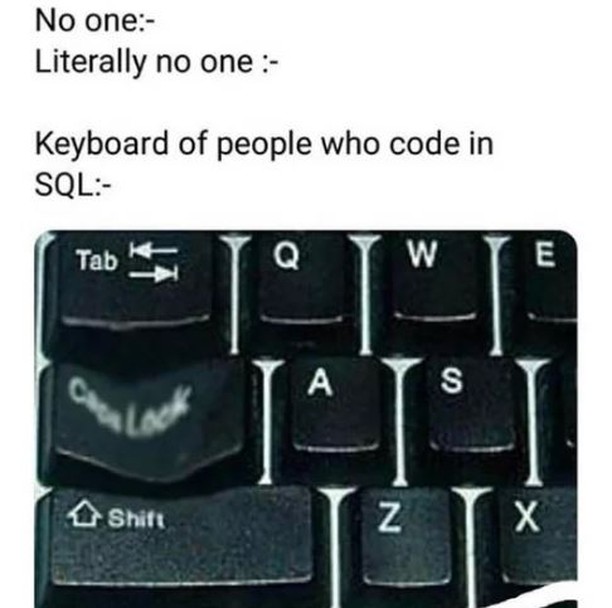 No one:-
Literally no one :-
Keyboard of people who code in
SQL:-
Tab Q W E
Caps Lock A S
Shift Z X